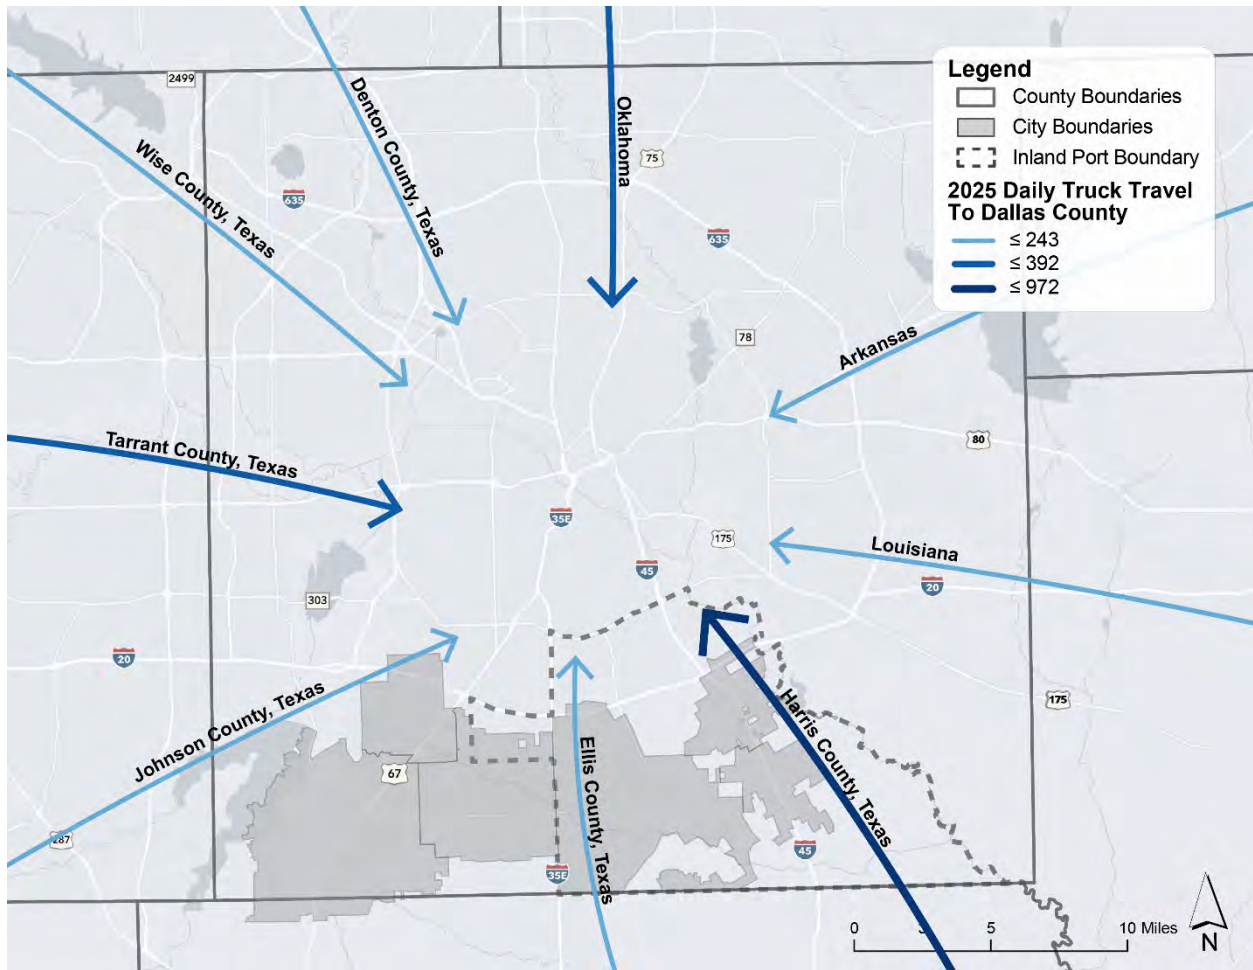 Legend
County Boundaries
City Boundaries
Inland Port Boundary
2025 Daily Truck Travel
To Dallas County
≤ 243
≤ 392
≤ 972
2499
Denton County, Texas
Oklahoma
75
Wise County, Texas
635
635
78
Arkansas
Tarrant County, Texas
80
35E
175
Louisiana
45
20
303
20
Johnson County, Texas
Harris County, Texas
175
Ellis County, Texas
67
287
45
35E
0
5
10 Miles
N